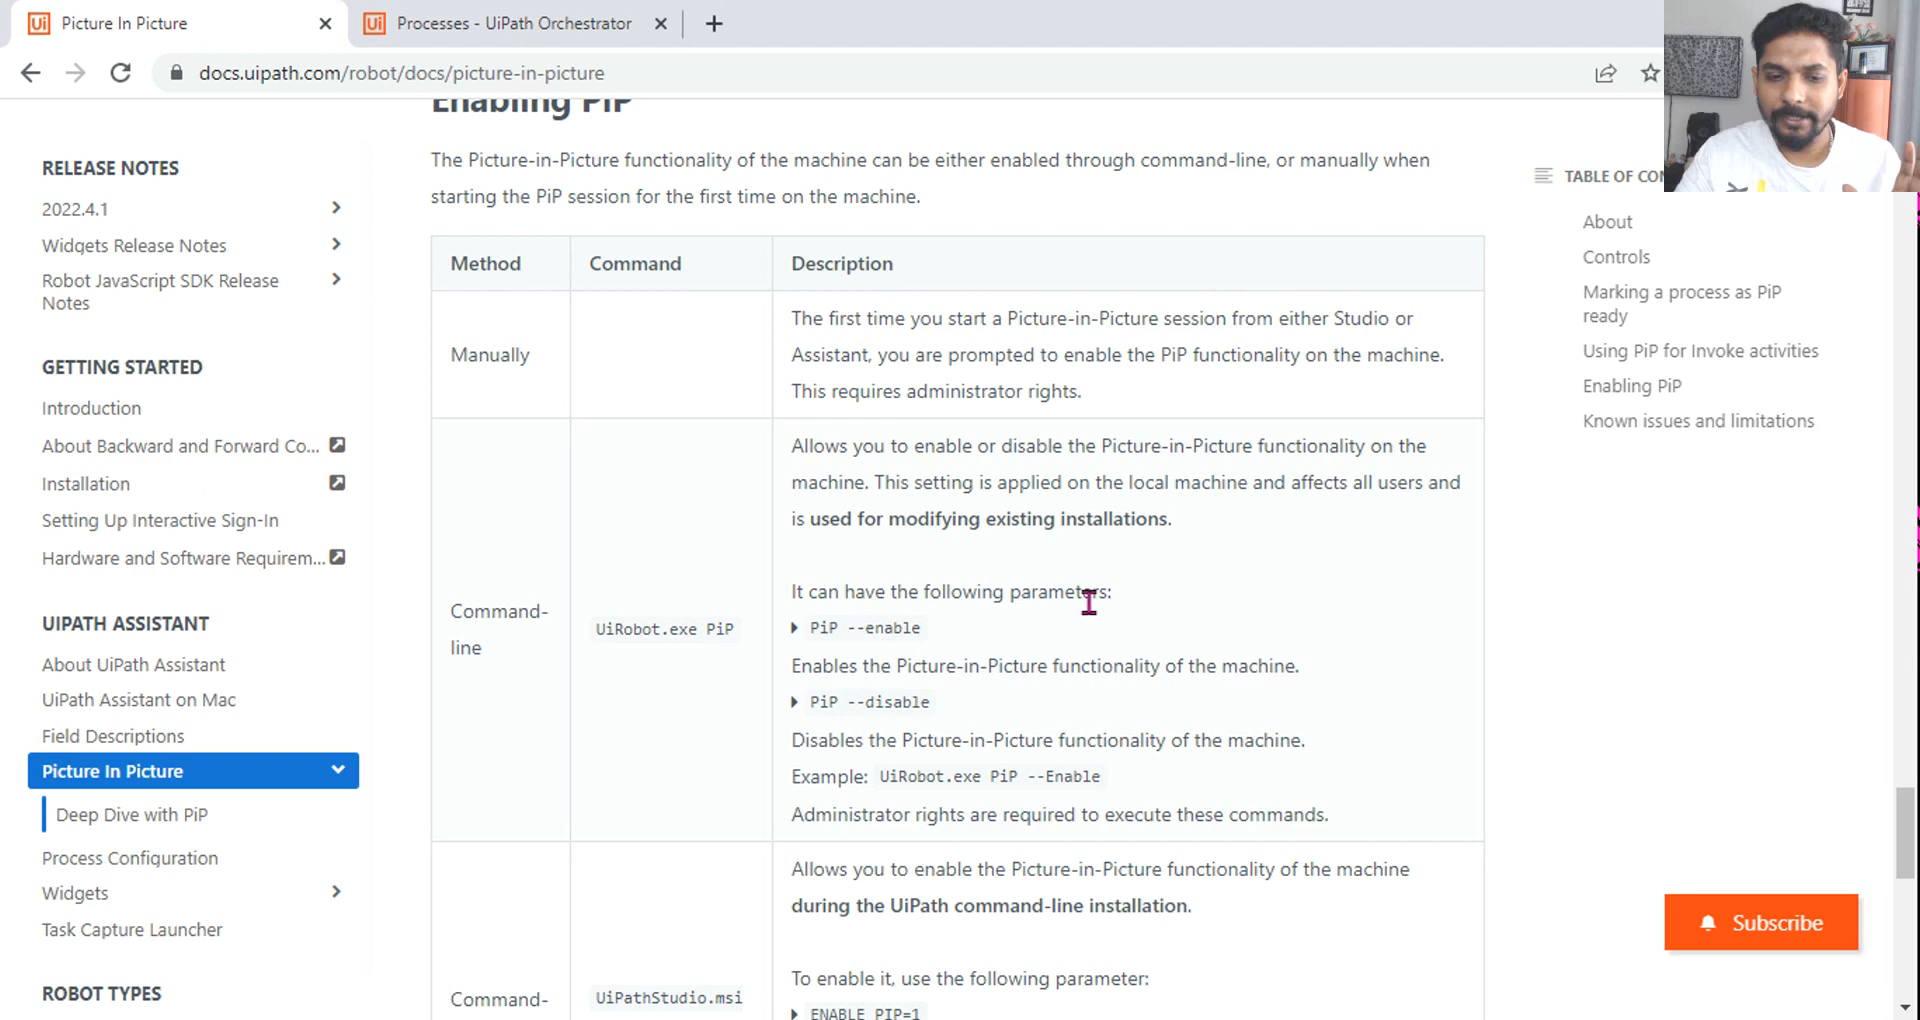 Picture In Picture
Processes - UiPath Orchestrator
docs.uipath.com/robot/docs/picture-in-picture
RELEASE NOTES
2022.4.1
Widgets Release Notes
Robot JavaScript SDK Release
Notes
GETTING STARTED
Introduction
About Backward and Forward Co...
Installation
Setting Up Interactive Sign-In
Hardware and Software Requirem...
UIPATH ASSISTANT
About UiPath Assistant
UiPath Assistant on Mac
Field Descriptions
Picture In Picture
Deep Dive with PiP
Process Configuration
Widgets
Task Capture Launcher
ROBOT TYPES
Enabling PiP
The Picture-in-Picture functionality of the machine can be either enabled through command-line, or manually when
starting the PiP session for the first time on the machine.
Method Command Description
Manually
The first time you start a Picture-in-Picture session from either Studio or
Assistant, you are prompted to enable the PiP functionality on the machine.
This requires administrator rights.
Command-
line
UiRobot.exe PiP
Allows you to enable or disable the Picture-in-Picture functionality on the
machine. This setting is applied on the local machine and affects all users and
is used for modifying existing installations.
It can have the following parameters:
PiP --enable
Enables the Picture-in-Picture functionality of the machine.
PiP --disable
Disables the Picture-in-Picture functionality of the machine.
Example: UiRobot.exe PiP --Enable
Administrator rights are required to execute these commands.
Command-
UiPathStudio.msi
Allows you to enable the Picture-in-Picture functionality of the machine
during the UiPath command-line installation.
To enable it, use the following parameter:
ENABLE_PIP=1
TABLE OF CON
About
Controls
Marking a process as PiP
ready
Using PiP for Invoke activities
Enabling PiP
Known issues and limitations
Subscribe